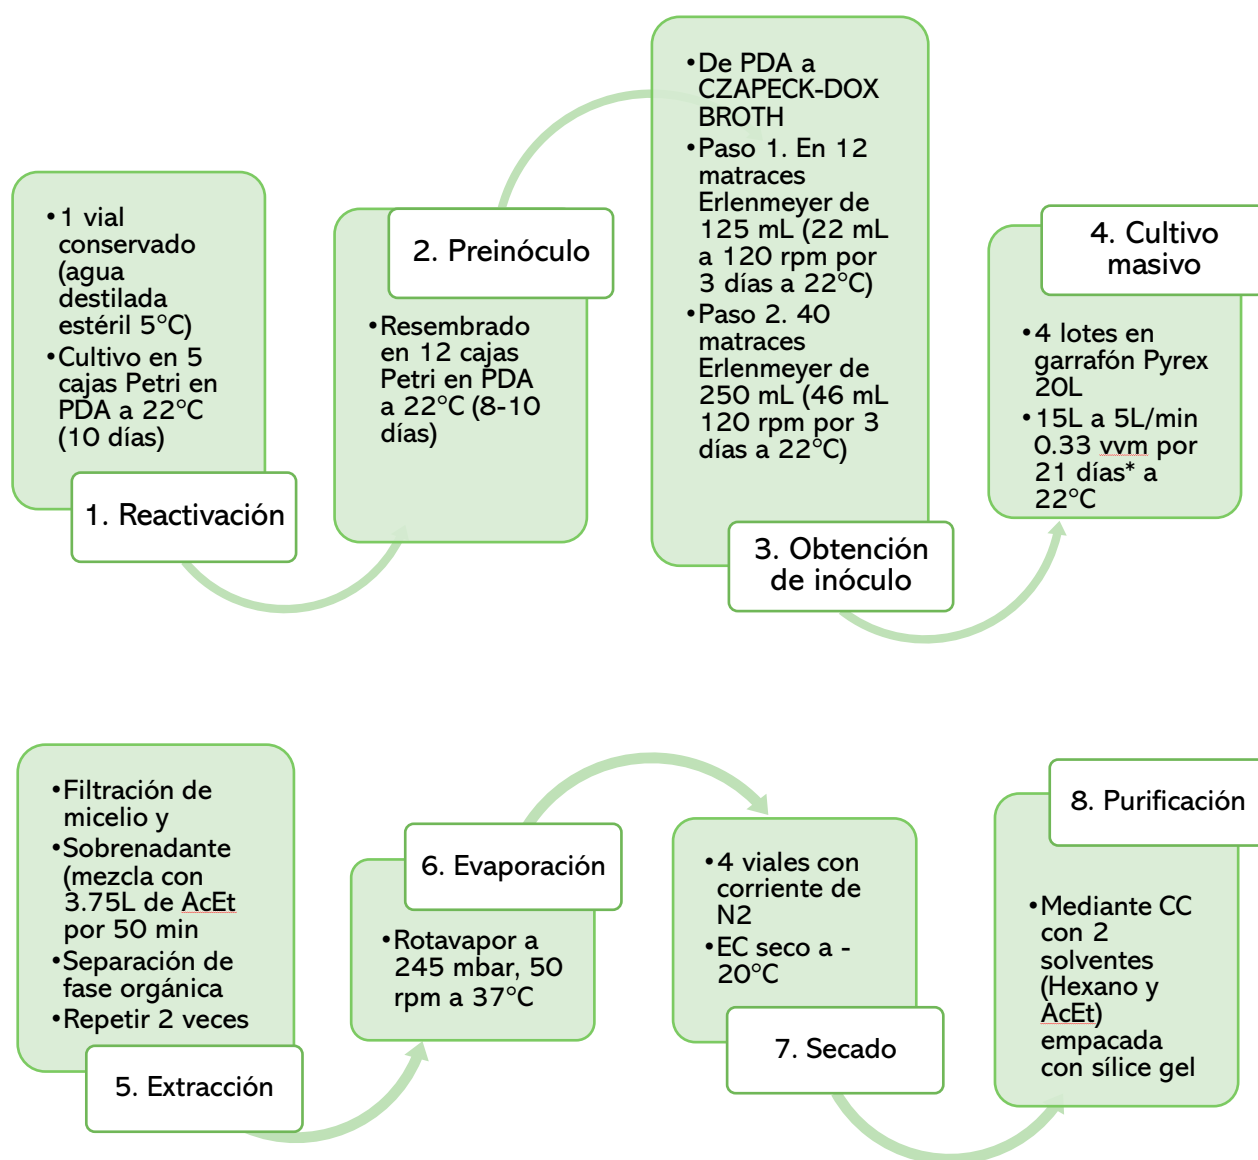 •1 vial
conservado
(agua
destilada
estéril 5°C)
•Cultivo en 5
cajas Petri en
PDA a 22°C
(10 días)
1. Reactivación
2. Preinóculo
•Resembrado
en 12 cajas
Petri en PDA
a 22°C (8-10
días)
•De PDA a
CZAPECK-DOX
BROTH
•Paso 1. En 12
matraces
Erlenmeyer de
125 mL (22 mL
a 120 rpm por
3 días a 22°C)
•Paso 2. 40
matraces
Erlenmeyer de
250 mL (46 mL
120 rpm por 3
días a 22°C)
3. Obtención
de inóculo
4. Cultivo
masivo
•4 lotes en
garrafón Pyrex
20L
•15L a 5L/min
0.33 vvm por
21 días* a
22°C
•Filtración de
micelio y
•Sobrenadante
(mezcla con
3.75L de AcEt
por 50 min
•Separación de
fase orgánica
•Repetir 2 veces
5. Extracción
6. Evaporación
•Rotavapor a
245 mbar, 50
rpm a 37°C
•4 viales con
corriente de
N2
•EC seco a -
20°C
7. Secado
8. Purificación
•Mediante CC
con 2
solventes
(Hexano y
AcEt)
empacada
con sílice gel